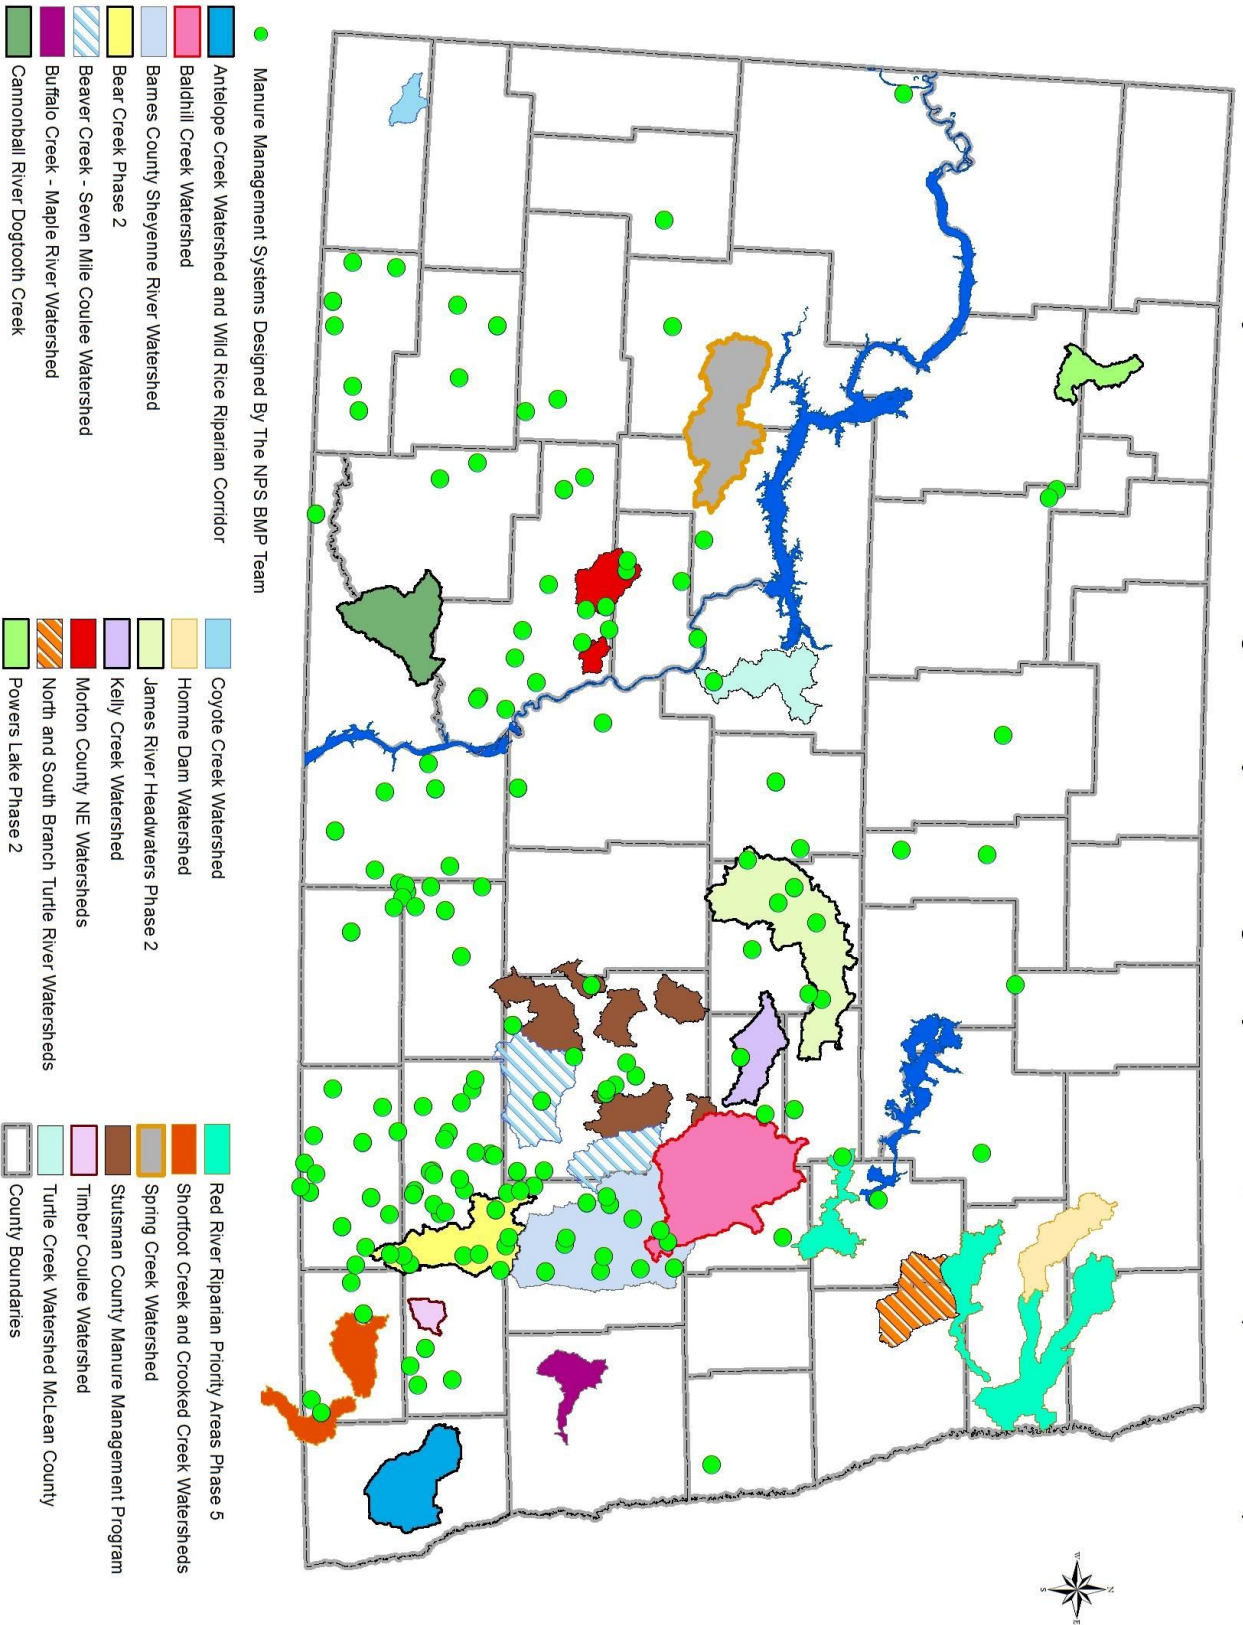 Manure Management Systems Designed By The NPS BMP Team
Antelope Creek Watershed and Wild Rice Riparian Corridor
Baldhill Creek Watershed
Barnes County Sheyenne River Watershed
Bear Creek Phase 2
Beaver Creek - Seven Mile Coulee Watershed
Buffalo Creek - Maple River Watershed
Cannonball River Dogtooth Creek
Coyote Creek Watershed
Homme Dam Watershed
James River Headwaters Phase 2
Kelly Creek Watershed
Morton County NE Watersheds
North and South Branch Turtle River Watersheds
Powers Lake Phase 2
Red River Riparian Priority Areas Phase 5
Shortfoot Creek and Crooked Creek Watersheds
Spring Creek Watershed
Stutsman County Manure Management Program
Timber Coulee Watershed
Turtle Creek Watershed McLean County
County Boundaries
N
W
E
S